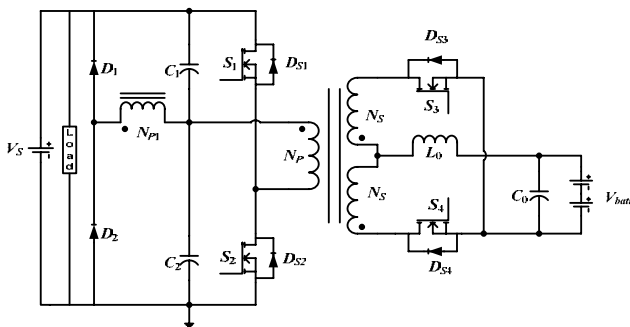 D_S3
D_1
C_1
S_1
D_S1
S_3
V_S
Load
N_P1
N_P
N_S
L_0
N_S
S_4
C_0
V_batt
D_2
C_2
S_2
D_S2
D_S4